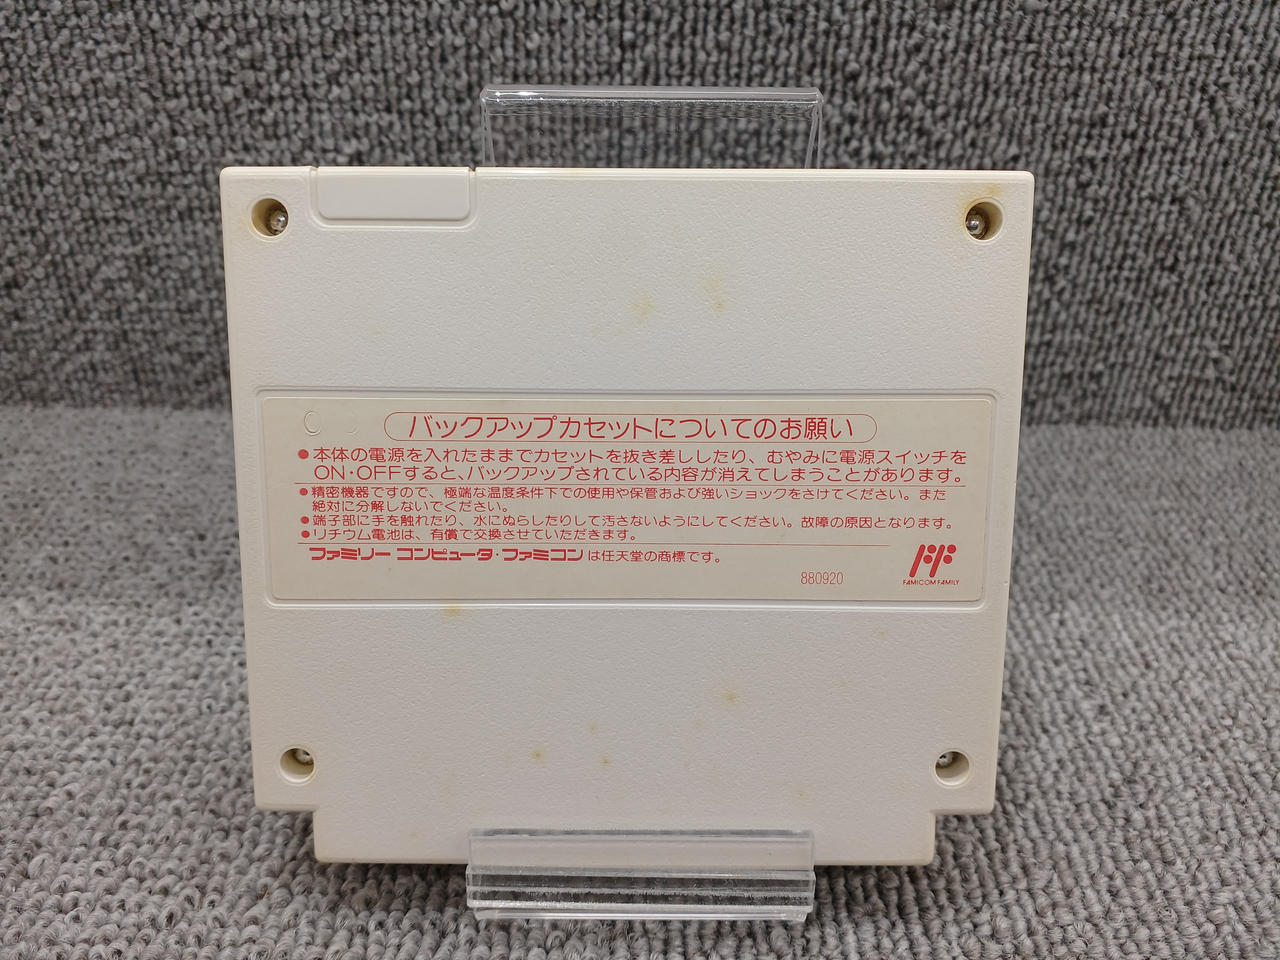 バックアップカセットについてのお願い
●本体の電源を入れたままでカセットを抜き差ししたり、むやみに電源スイッチを
ON・OFFすると、バックアップされている内容が消えてしまうことがあります。
●精密機器ですので、極端な温度条件下での使用や保管および強いショックをさけてください。また
絶対に分解しないでください。
●端子部に手を触れたり、水にぬらしたりして汚さないようにしてください。故障の原因となります。
●リチウム電池は、有償で交換させていただきます。
ファミリー コンピュータ・ファミコンは任天堂の商標です。
880920
FAMICOM FAMILY